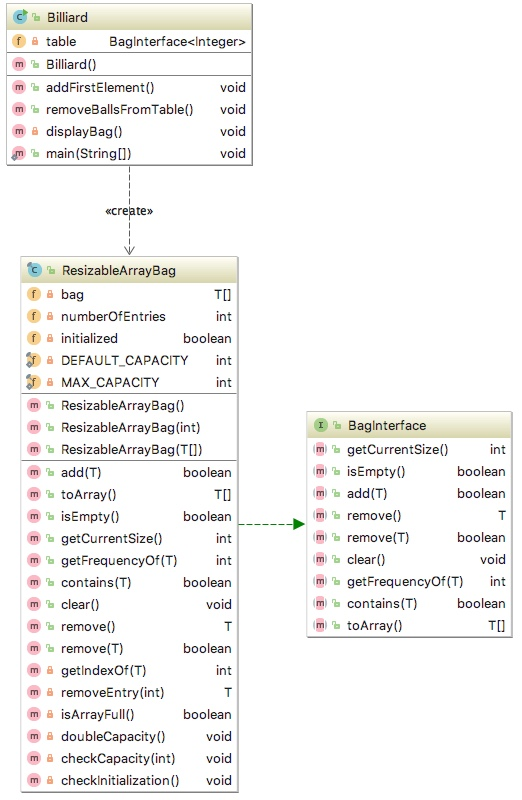 Billiard
table BagInterface<Integer>
Billiard()
addFirstElement() void
removeBallsFromTable() void
displayBag() void
main(String[]) void
«create»
ResizableArrayBag
bag T[]
numberOfEntries int
initialized boolean
DEFAULT_CAPACITY int
MAX_CAPACITY int
ResizableArrayBag()
ResizableArrayBag(int)
ResizableArrayBag(T[])
add(T) boolean
toArray() T[]
isEmpty() boolean
getCurrentSize() int
getFrequencyOf(T) int
contains(T) boolean
clear() void
remove() T
remove(T) boolean
getIndexOf(T) int
removeEntry(int) T
isArrayFull() boolean
doubleCapacity() void
checkCapacity(int) void
checkInitialization() void
BagInterface
getCurrentSize() int
isEmpty() boolean
add(T) boolean
remove() T
remove(T) boolean
clear() void
getFrequencyOf(T) int
contains(T) boolean
toArray() T[]